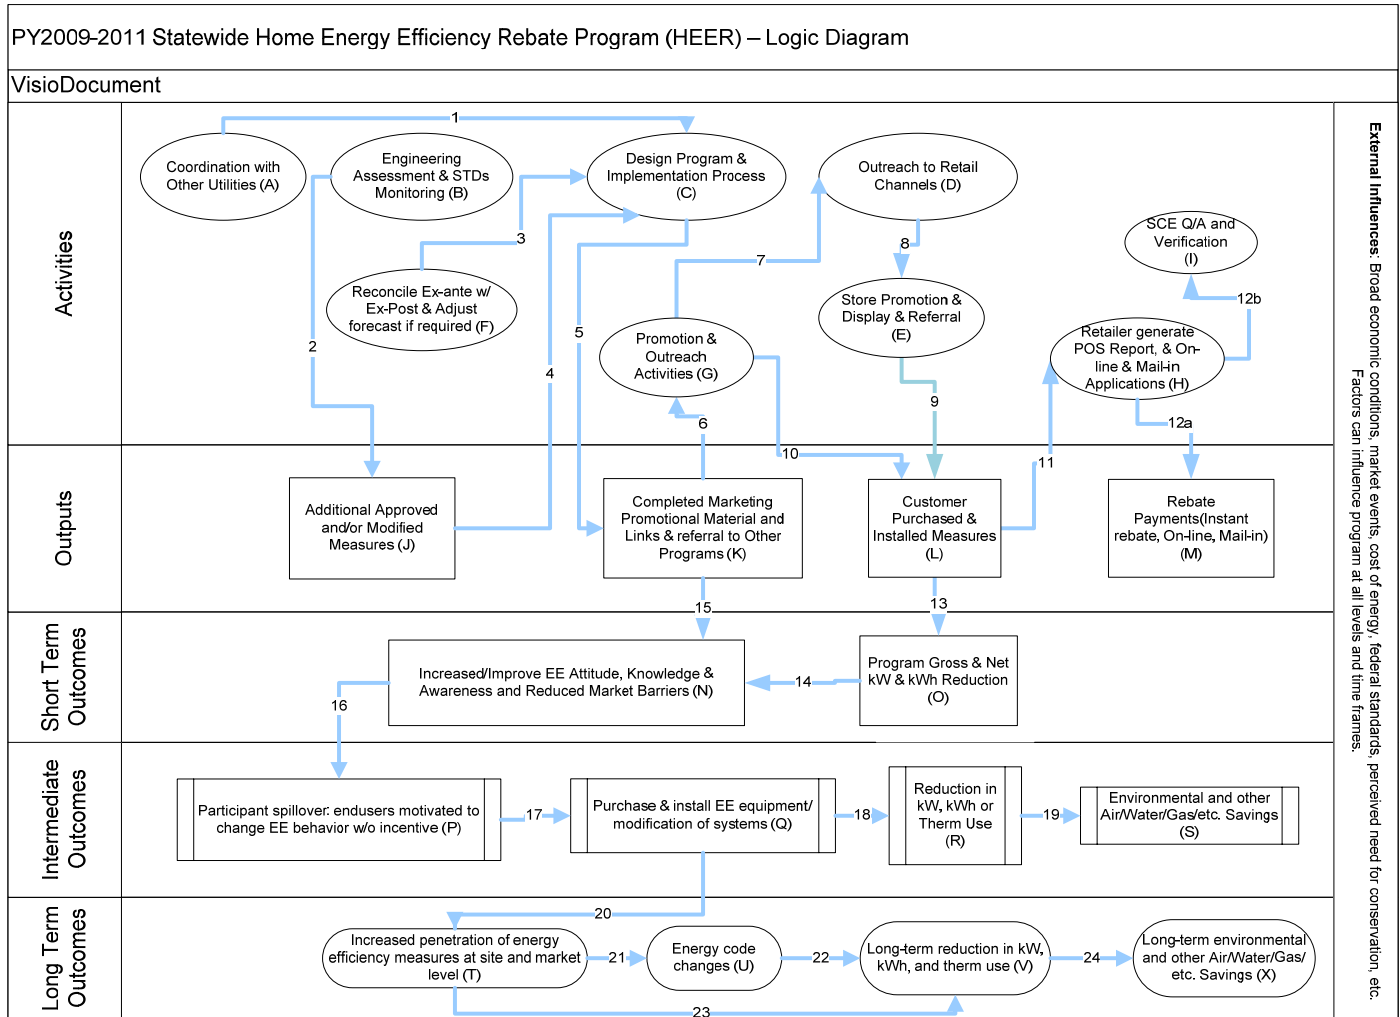 PY2009-2011 Statewide Home Energy Efficiency Rebate Program (HEER) – Logic Diagram
VisioDocument
Activities
1
Coordination with
Other Utilities (A)
Engineering
Assessment & STDs
Monitoring (B)
Design Program &
Implementation Process
(C)
Outreach to Retail
Channels (D)
SCE Q/A and
Verification
(I)
3
8
7
2
Reconcile Ex-ante w/
Ex-Post & Adjust
forecast if required (F)
4
5
Promotion &
Outreach
Activities (G)
Store Promotion &
Display & Referral
(E)
12b
Retailer generate
POS Report, & On-
line & Mail-in
Applications (H)
9
6
12a
10
11
Outputs
Additional Approved
and/or Modified
Measures (J)
Completed Marketing
Promotional Material and
Links & referral to Other
Programs (K)
Customer
Purchased &
Installed Measures
(L)
Rebate
Payments(Instant
rebate, On-line, Mail-in)
(M)
15
13
Short Term
Outcomes
Increased/Improve EE Attitude, Knowledge &
Awareness and Reduced Market Barriers (N)
14
Program Gross & Net
kW & kWh Reduction
(O)
16
Intermediate
Outcomes
Participant spillover: endusers motivated to
change EE behavior w/o incentive (P)
17
Purchase & install EE equipment/
modification of systems (Q)
18
Reduction in
kW, kWh or
Therm Use
(R)
19
Environmental and other
Air/Water/Gas/etc. Savings
(S)
20
Long Term
Outcomes
Increased penetration of energy
efficiency measures at site and market
level (T)
21
Energy code
changes (U)
22
Long-term reduction in kW,
kWh, and therm use (V)
24
Long-term environmental
and other Air/Water/Gas/
etc. Savings (X)
23
External Influences: Broad economic conditions, market events, cost of energy, federal standards, perceived need for conservation, etc.
Factors can influence program at all levels and time frames.